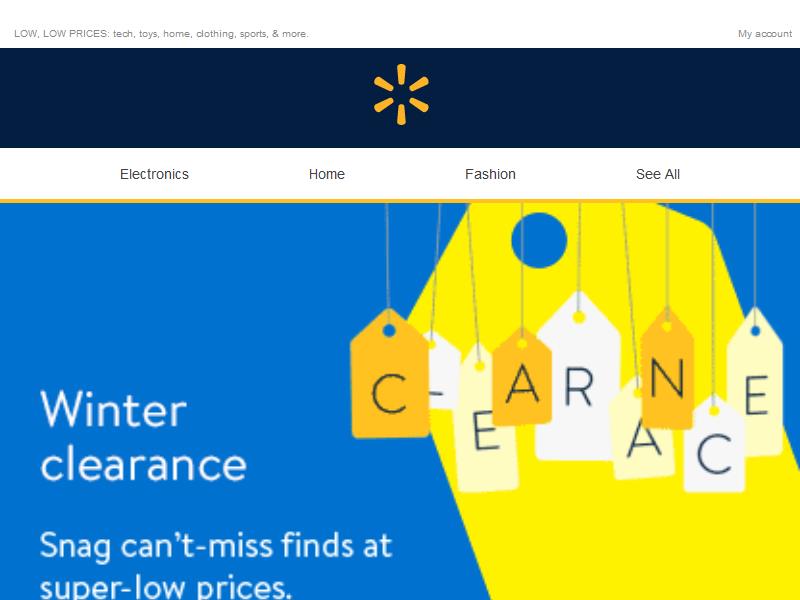 LOW, LOW PRICES: tech, toys, home, clothing, sports, & more.
My account
Electronics
Home
Fashion
See All
C E A R A N C E
Winter
clearance
Snag can't-miss finds at
super-low prices.